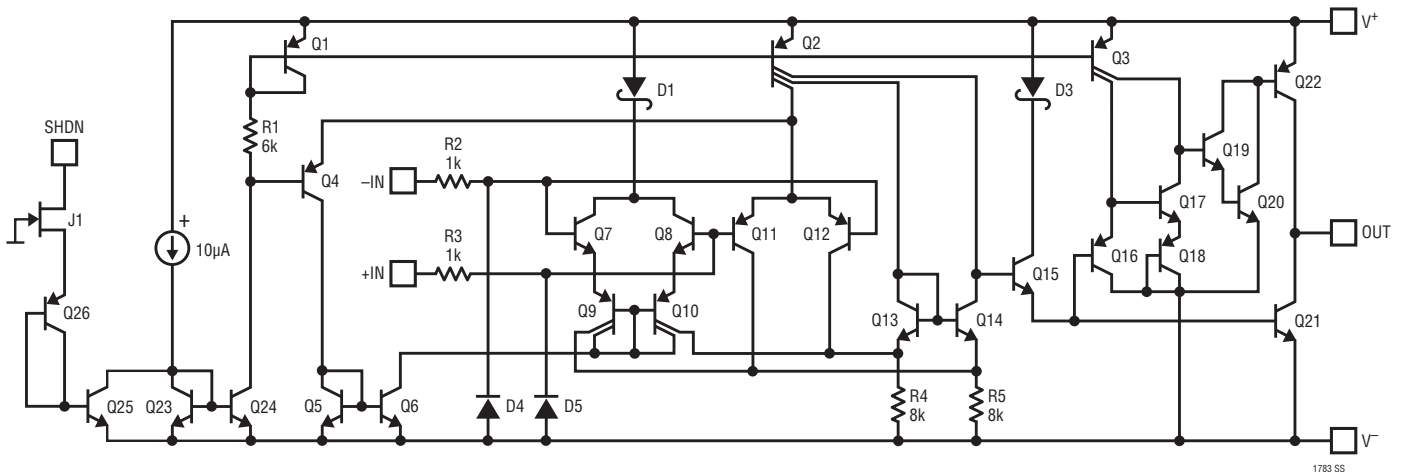 V+
Q1
Q2
Q3
Q22
D1
D3
SHDN
R1
6k
R2
1k
–IN
Q19
Q4
J1
+
10µA
Q7
Q8
Q11
Q12
Q17
Q20
R3
1k
+IN
OUT
Q16
Q18
Q15
Q26
Q9
Q10
Q13
Q14
Q21
Q25
Q23
Q24
Q5
Q6
D4
D5
R4
8k
R5
8k
V–
1783 SS